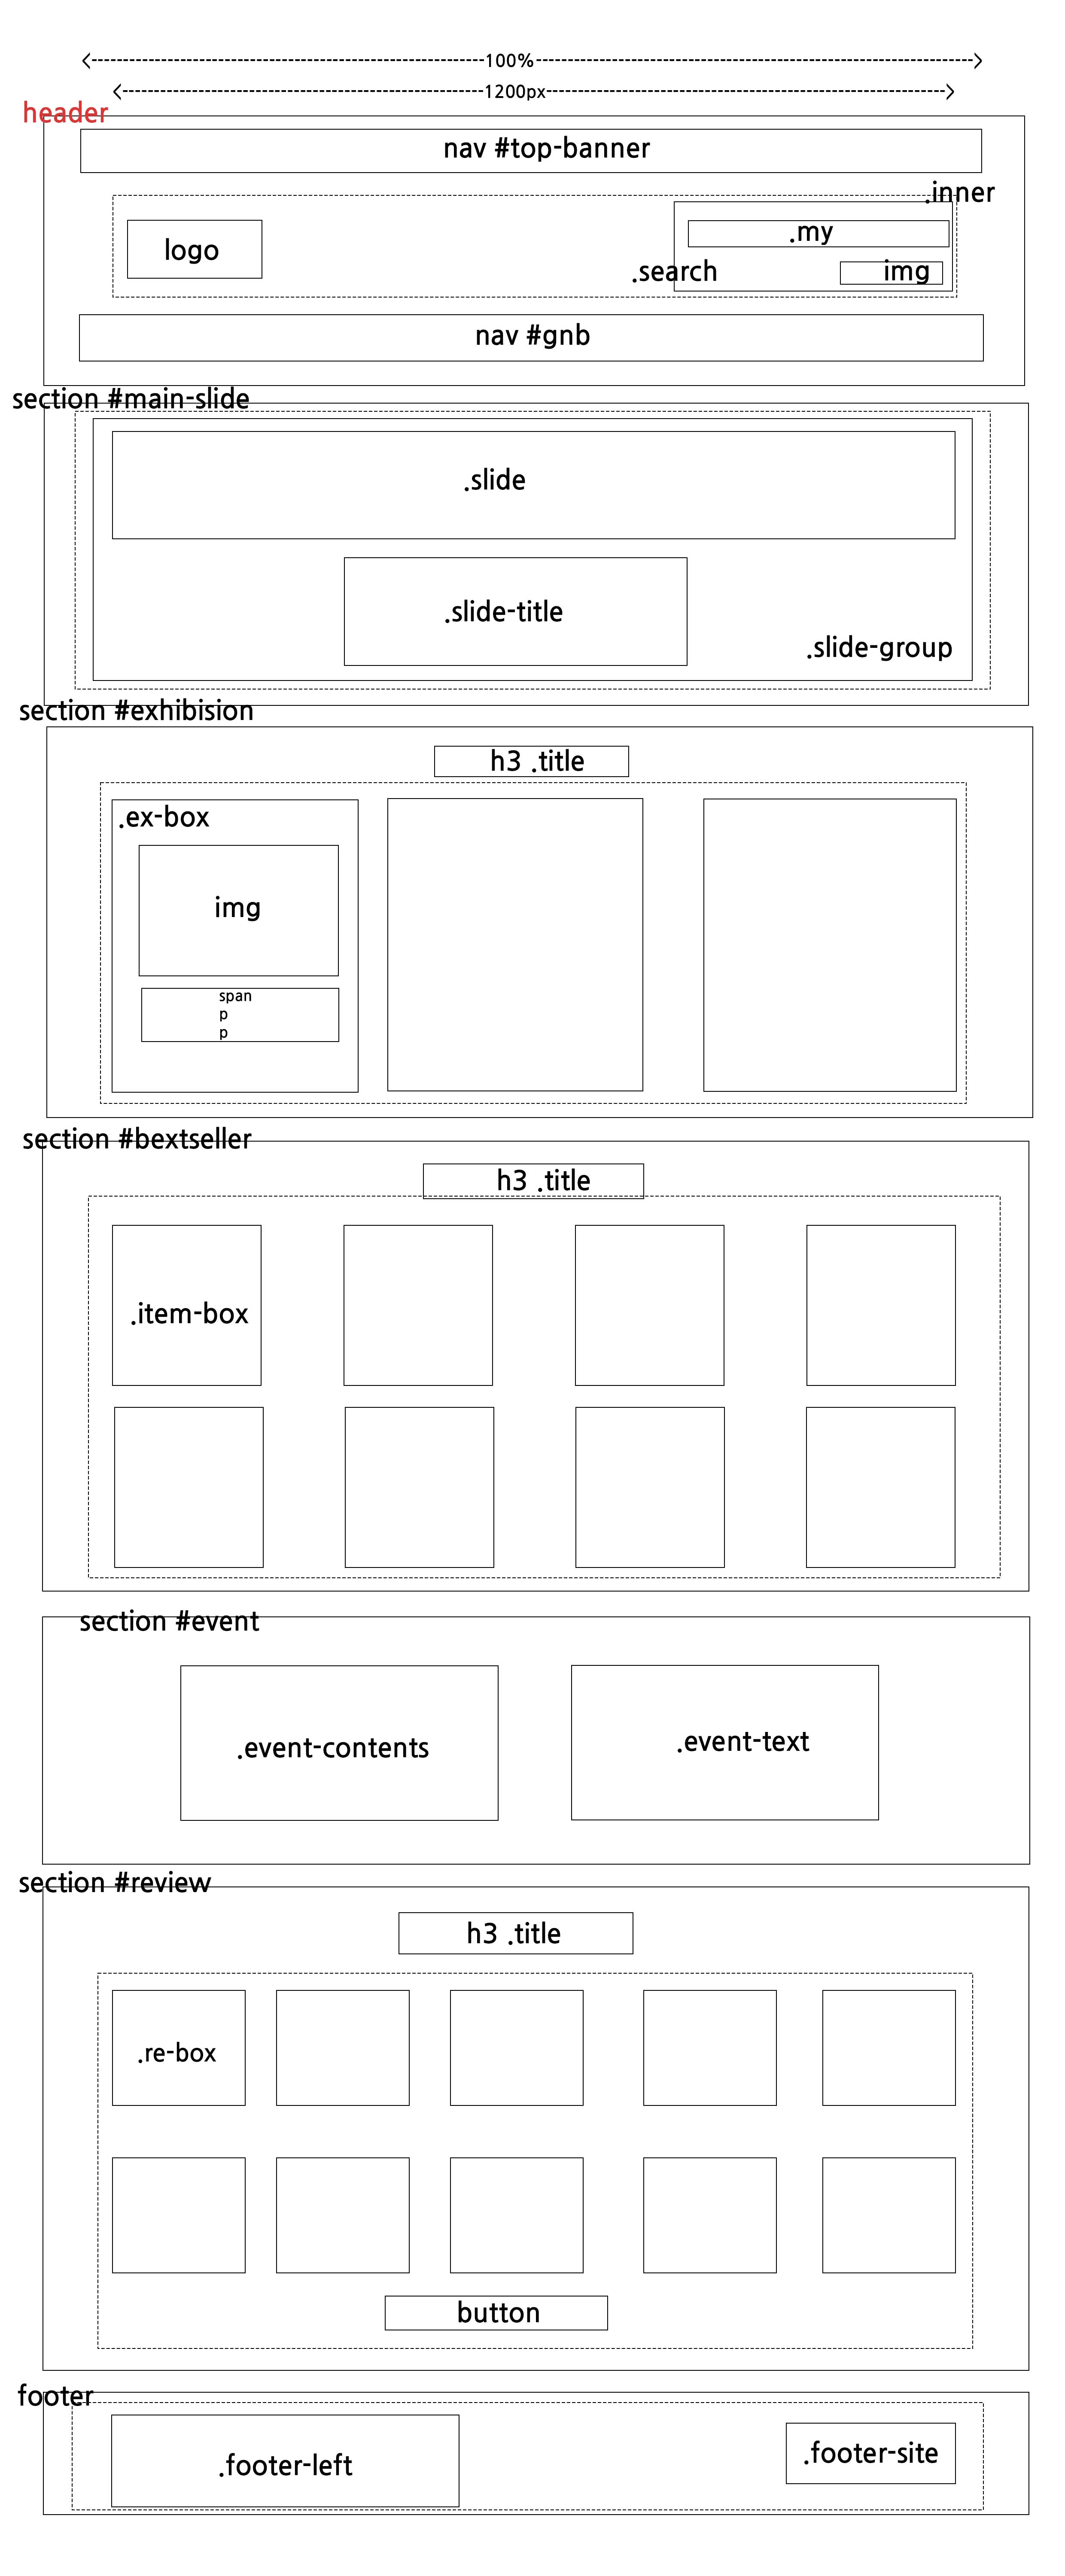 100%
1200px
header
nav #top-banner
.inner
logo
.my
.search
img
nav #gnb
section #main-slide
.slide
.slide-title
.slide-group
section #exhibision
h3 .title
.ex-box
img
span
p
p
section #bextseller
h3 .title
.item-box
section #event
.event-contents
.event-text
section #review
h3 .title
.re-box
button
footer
.footer-left
.footer-site